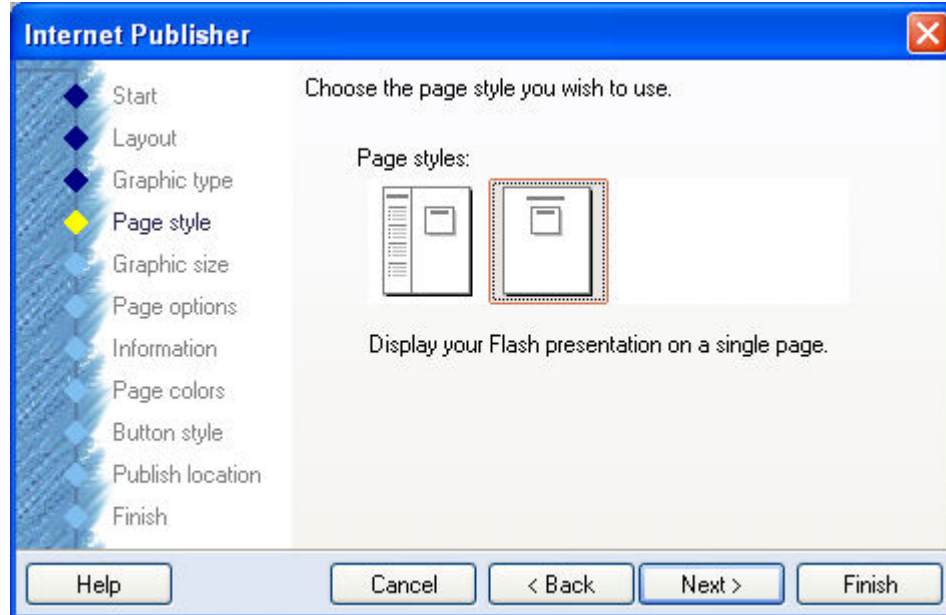 Internet Publisher
Start
Layout
Graphic type
Page style
Graphic size
Page options
Information
Page colors
Button style
Publish location
Finish
Choose the page style you wish to use.
Page styles:
Display your Flash presentation on a single page.
Help
Cancel
< Back
Next >
Finish